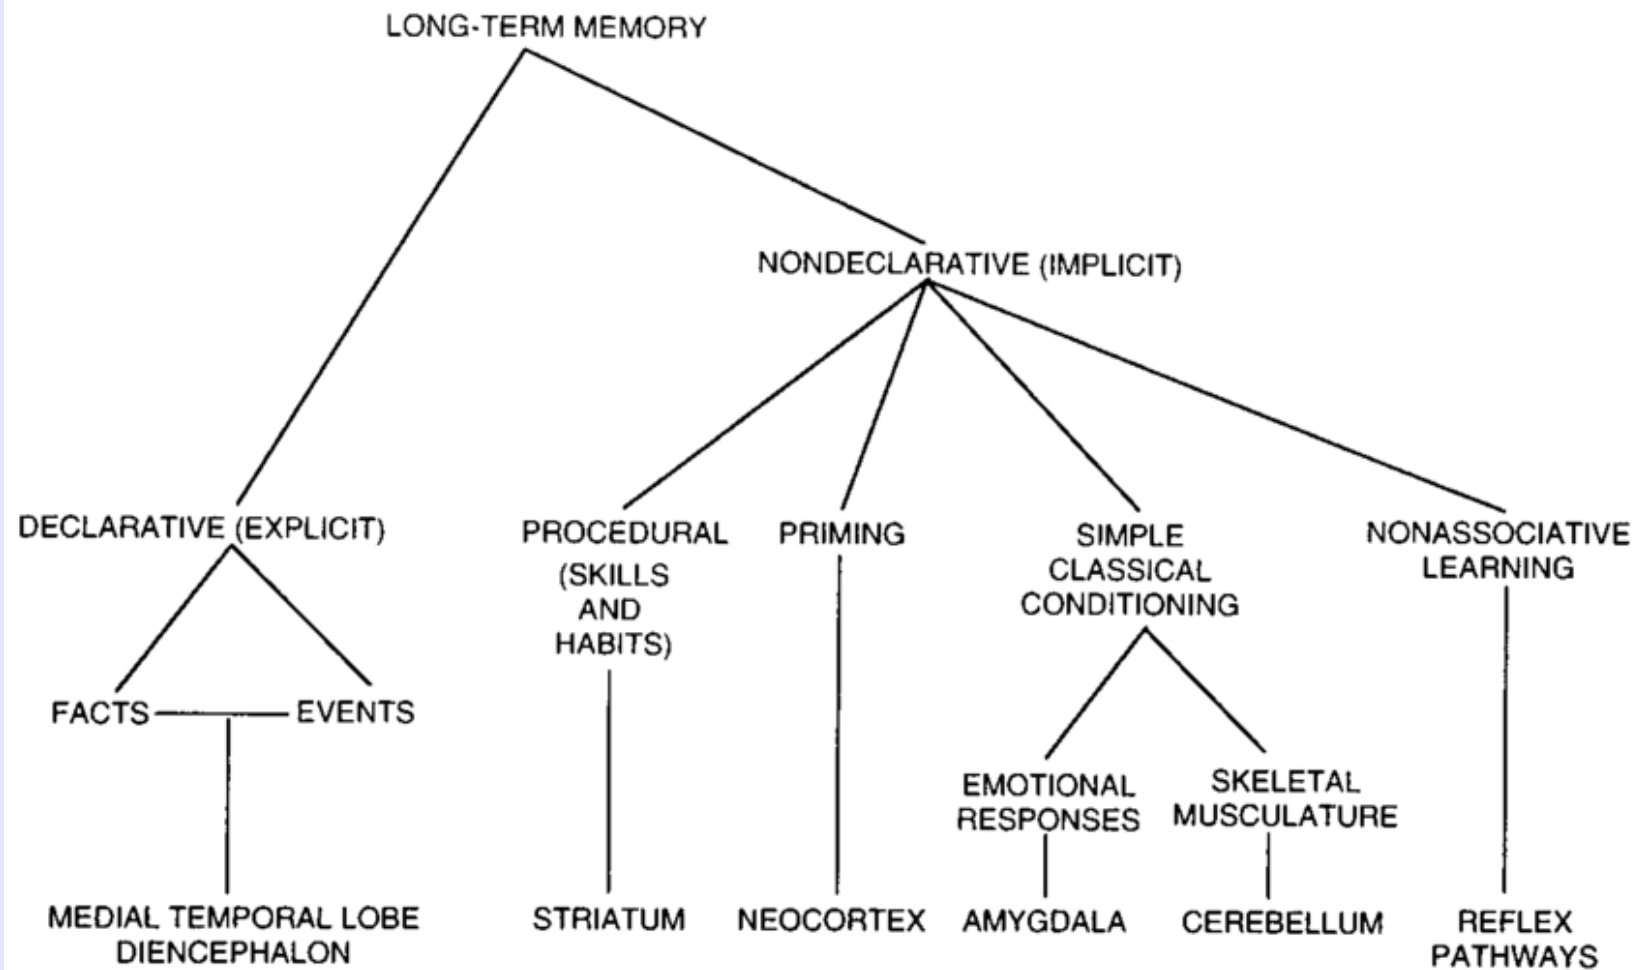 LONG-TERM MEMORY
NONDECLARATIVE (IMPLICIT)
DECLARATIVE (EXPLICIT)
PROCEDURAL
(SKILLS
AND
HABITS)
PRIMING
SIMPLE
CLASSICAL
CONDITIONING
NONASSOCIATIVE
LEARNING
FACTS
EVENTS
EMOTIONAL
RESPONSES
SKELETAL
MUSCULATURE
MEDIAL TEMPORAL LOBE
DIENCEPHALON
STRIATUM
NEOCORTEX
AMYGDALA
CEREBELLUM
REFLEX
PATHWAYS